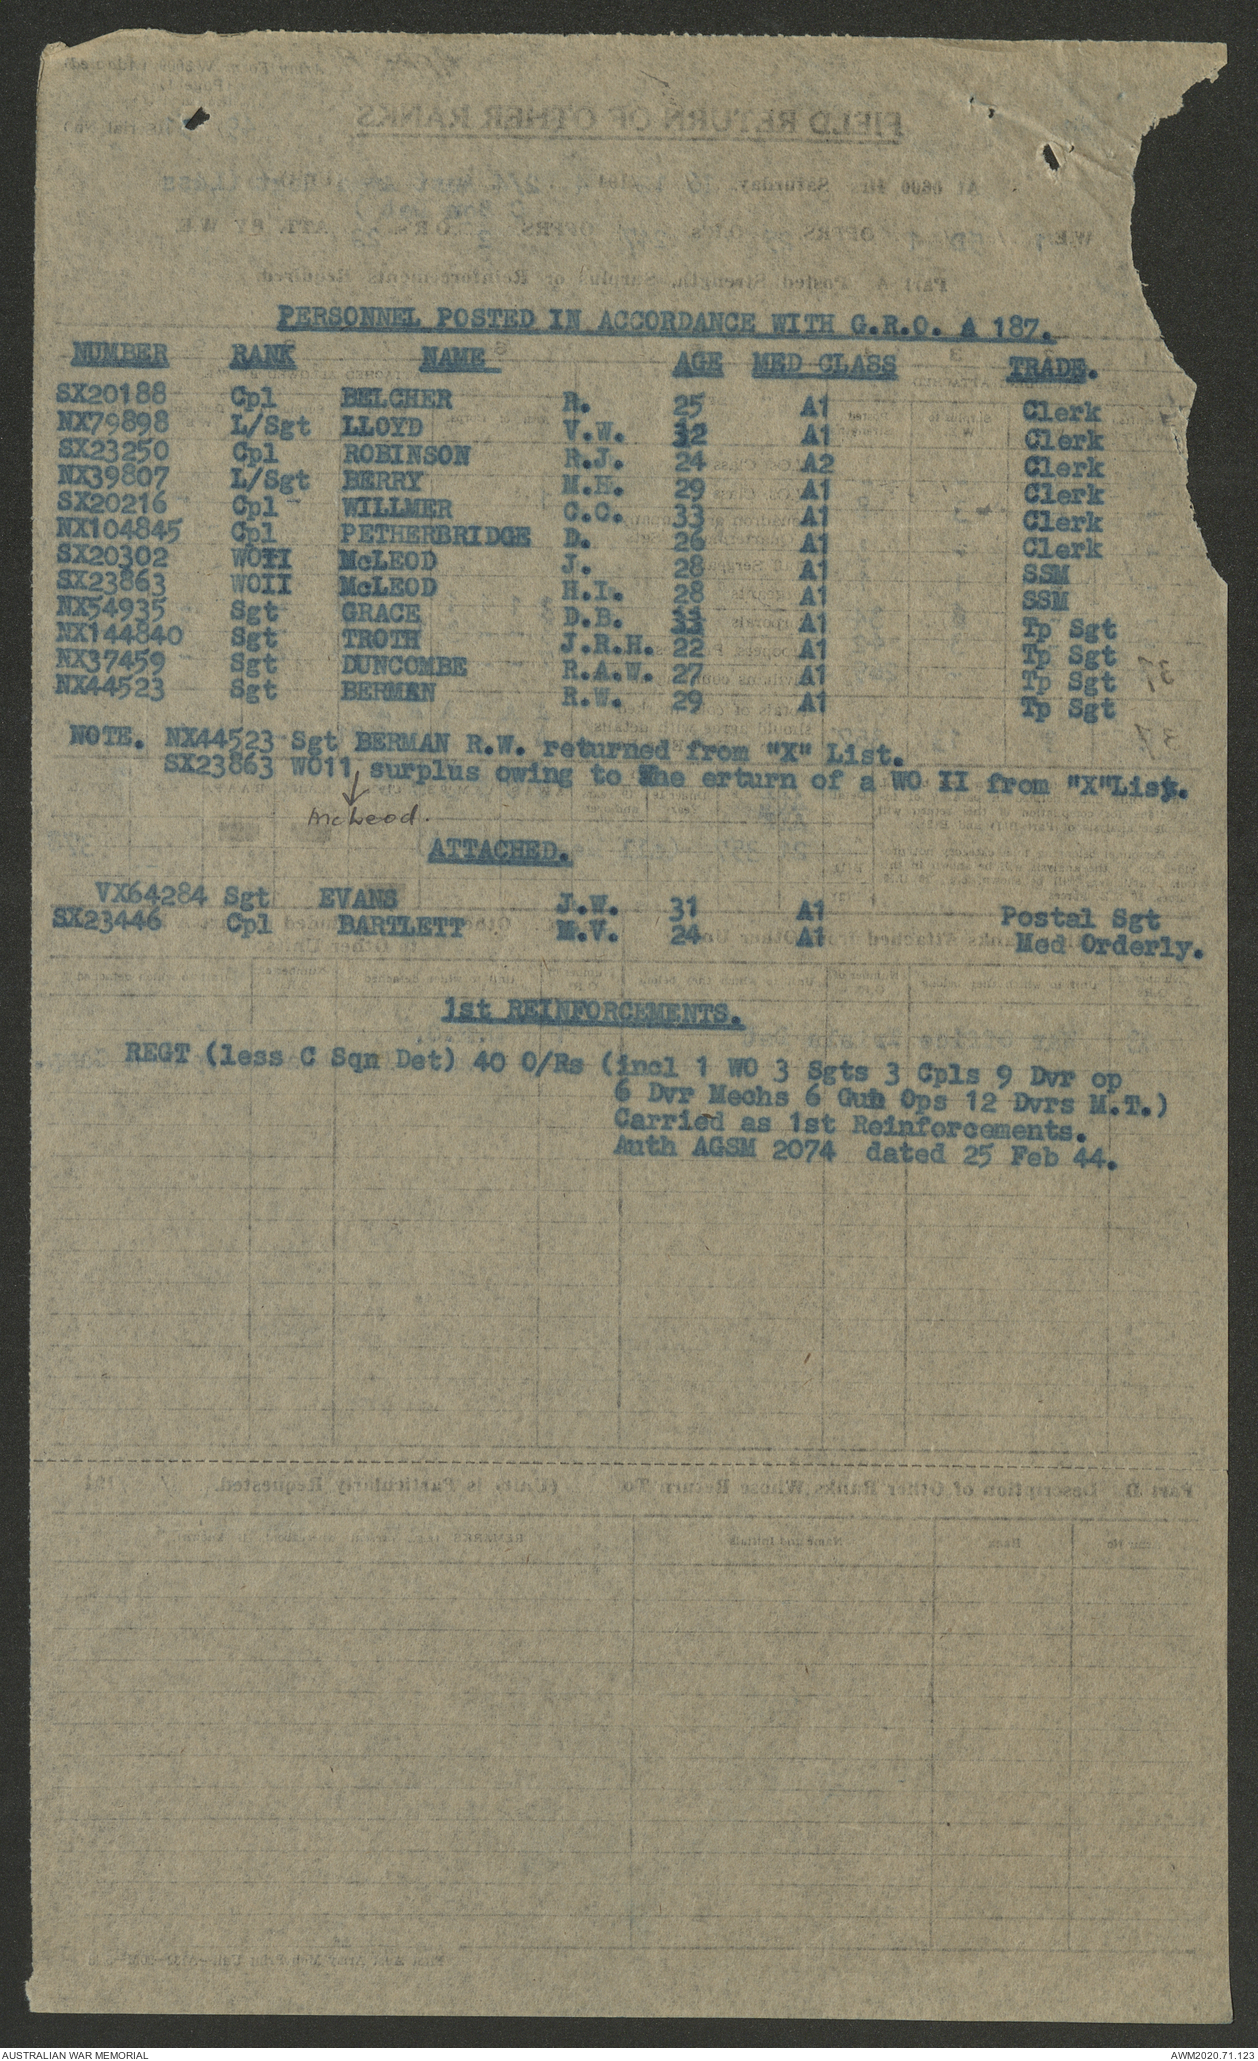 PERSONNEL POSTED IN ACCORDANCE WITH G.R.O. A 187.
NUMBER RANK NAME AGE MED CLASS TRADE.
SX20188 Cpl BELCHER R. 25 A1 Clerk
NX79898 L/Sgt LLOYD V.W. 32 A1 Clerk
SX23250 Cpl ROBINSON R.J. 24 A2 Clerk
NX39807 L/Sgt BERRY M.H. 29 A1 Clerk
SX20216 Cpl WILLMER C.C. 33 A1 Clerk
NX104845 Cpl PETHERBRIDGE D. 26 A1 Clerk
SX20302 WOII McLEOD J. 28 A1 SSM
SX23863 WOII McLEOD H.I. 28 A1 SSM
NX54935 Sgt GRACE D.B. 33 A1 Tp Sgt
NX144840 Sgt TROTH J.R.H. 22 A1 Tp Sgt
NX37459 Sgt DUNCOMBE R.A.W. 27 A1 Tp Sgt
NX44523 Sgt BERMAN R.W. 29 A1 Tp Sgt
NOTE. NX44523 Sgt BERMAN R.W. returned from "X" List.
SX23863 WO11 surplus owing to the erturn of a WO II from "X"List.
McLeod.
ATTACHED.
VX64284 Sgt EVANS J.W. 31 A1 Postal Sgt
SX23446 Cpl BARTLETT M.V. 24 A1 Med Orderly.
1st REINFORCEMENTS.
REGT (less C Sqn Det) 40 O/Rs (incl 1 WO 3 Sgts 3 Cpls 9 Dvr op
6 Dvr Mechs 6 Gun Ops 12 Dvrs M.T.)
Carried as 1st Reinforcements.
Auth AGSM 2074 dated 25 Feb 44.
AUSTRALIAN WAR MEMORIAL AWM2020.71.123